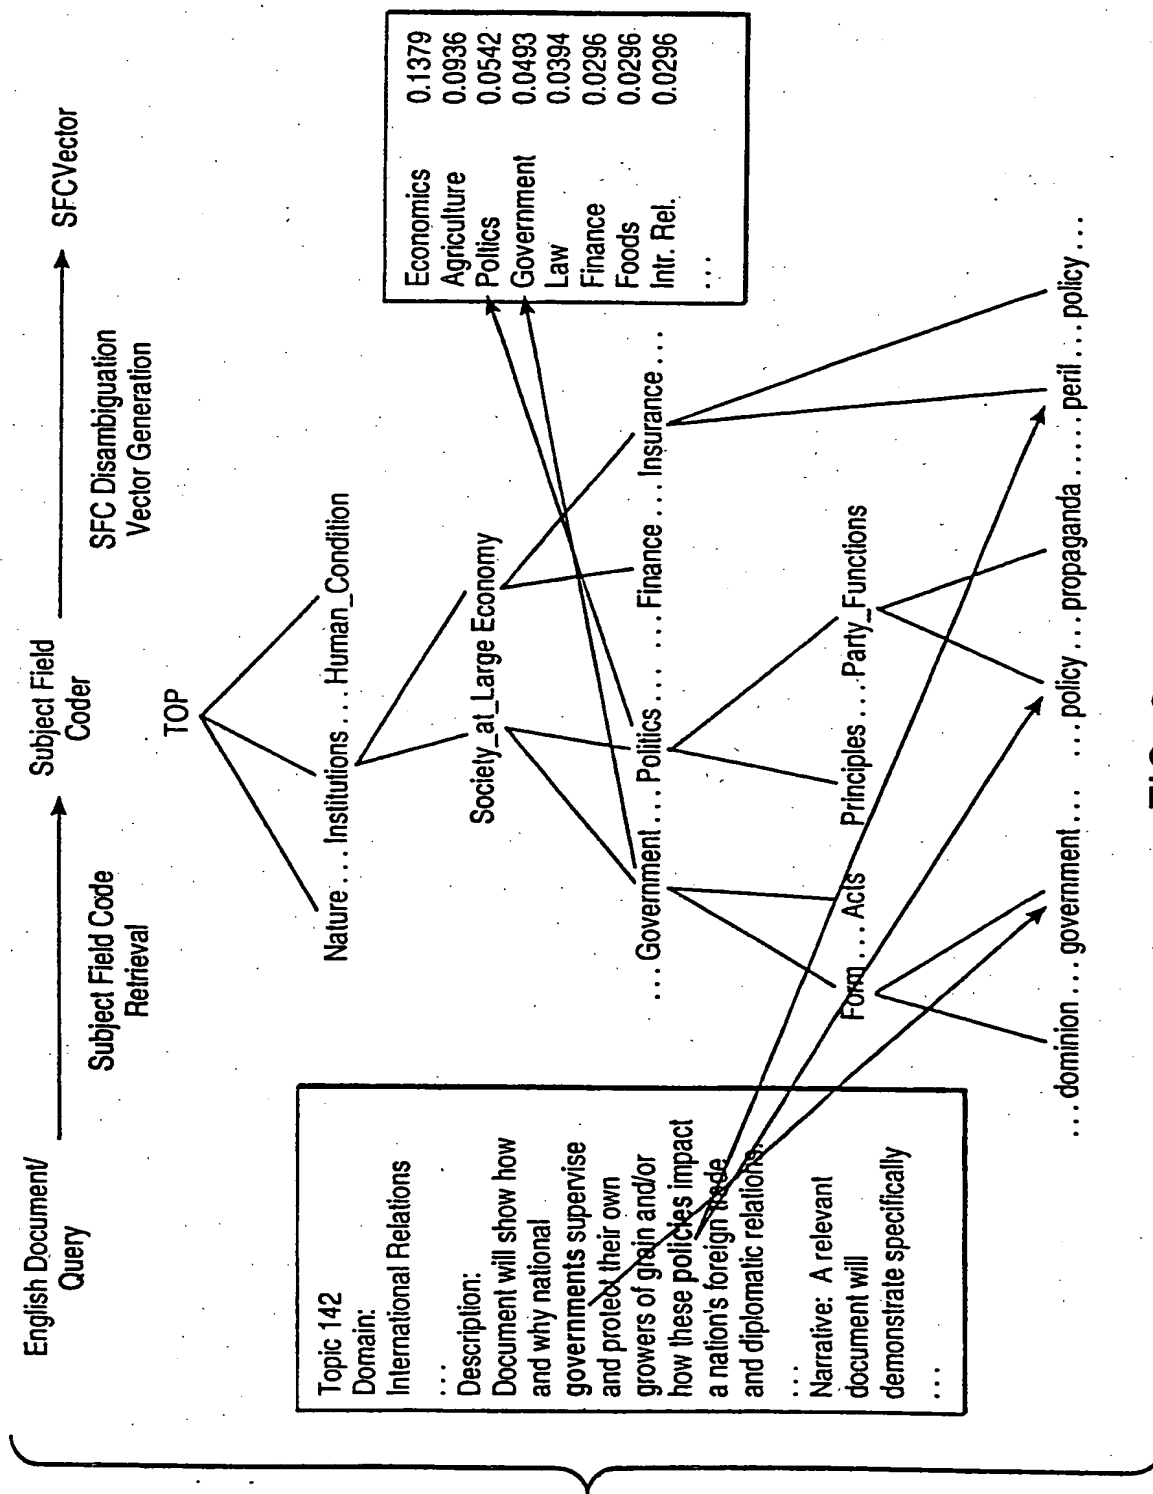 English Document/
Query
Subject Field Code
Retrieval
Subject Field
Coder
SFC Disambiguation
Vector Generation
SFCVector
TOP
Nature ... Institutions ... Human_Condition
Society_at_Large Economy
... Government .... Politics .... .... Finance .... Insurance ...
Form ... Acts Principles .... Party_Functions
... dominion ... government ... ... policy ... propaganda ...... peril ... policy ...
Topic 142
Domain:
International Relations
...
Description:
Document will show how
and why national
governments supervise
and protect their own
growers of grain and/or
how these policies impact
a nation's foreign trade
and diplomatic relations.
...
Narrative: A relevant
document will
demonstrate specifically
...
Economics 0.1379
Agriculture 0.0936
Poltics 0.0542
Government 0.0493
Law 0.0394
Finance 0.0296
Foods 0.0296
Intr. Rel. 0.0296
...